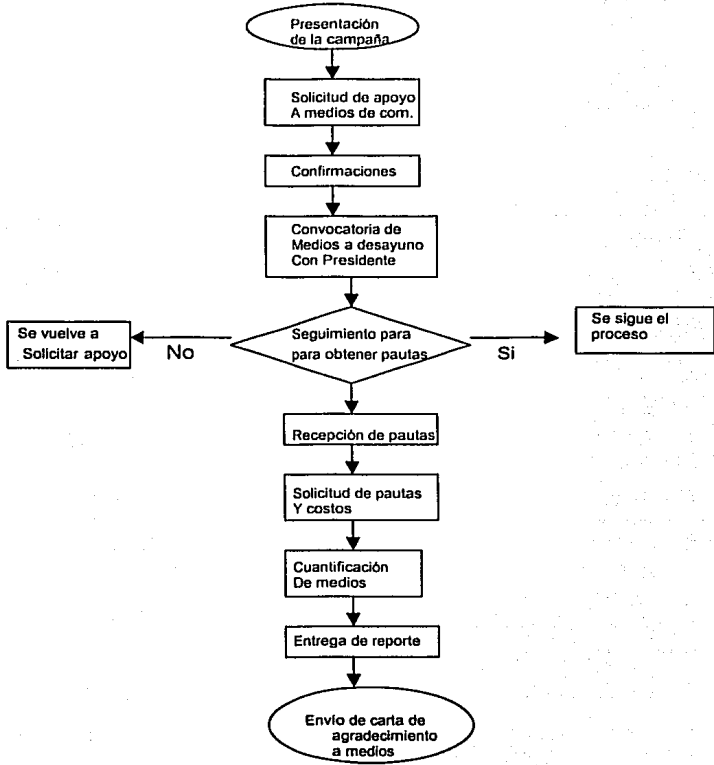 Presentación
de la campaña
Solicitud de apoyo
A medios de com.
Confirmaciones
Convocatoria de
Medios a desayuno
Con Presidente
Seguimiento para
para obtener pautas
Se vuelve a
Solicitar apoyo
No
Si
Se sigue el
proceso
Recepción de pautas
Solicitud de pautas
Y costos
Cuantificación
De medios
Entrega de reporte
Envío de carta de
agradecimiento
a medios